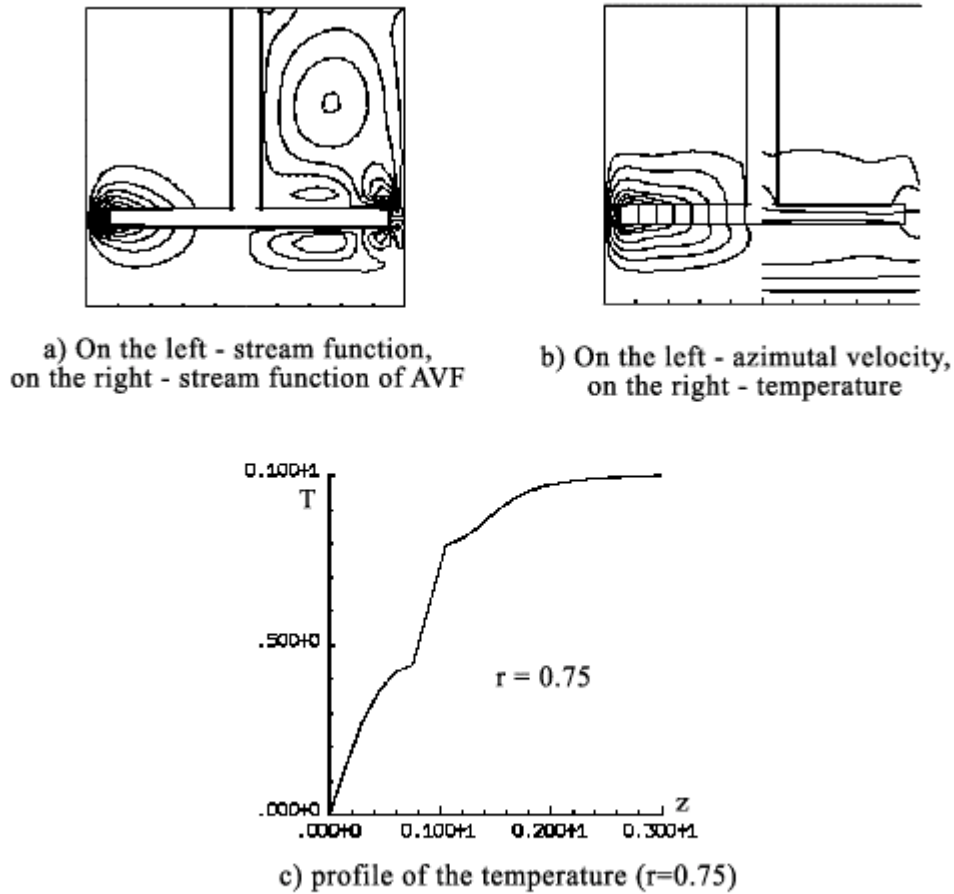 a) On the left - stream function,
on the right - stream function of AVF
b) On the left - azimutal velocity,
on the right - temperature
0.100+1
T
.500+0
r = 0.75
.000+0
z
.000+0 0.100+1 0.200+1 0.300+1
c) profile of the temperature (r=0.75)